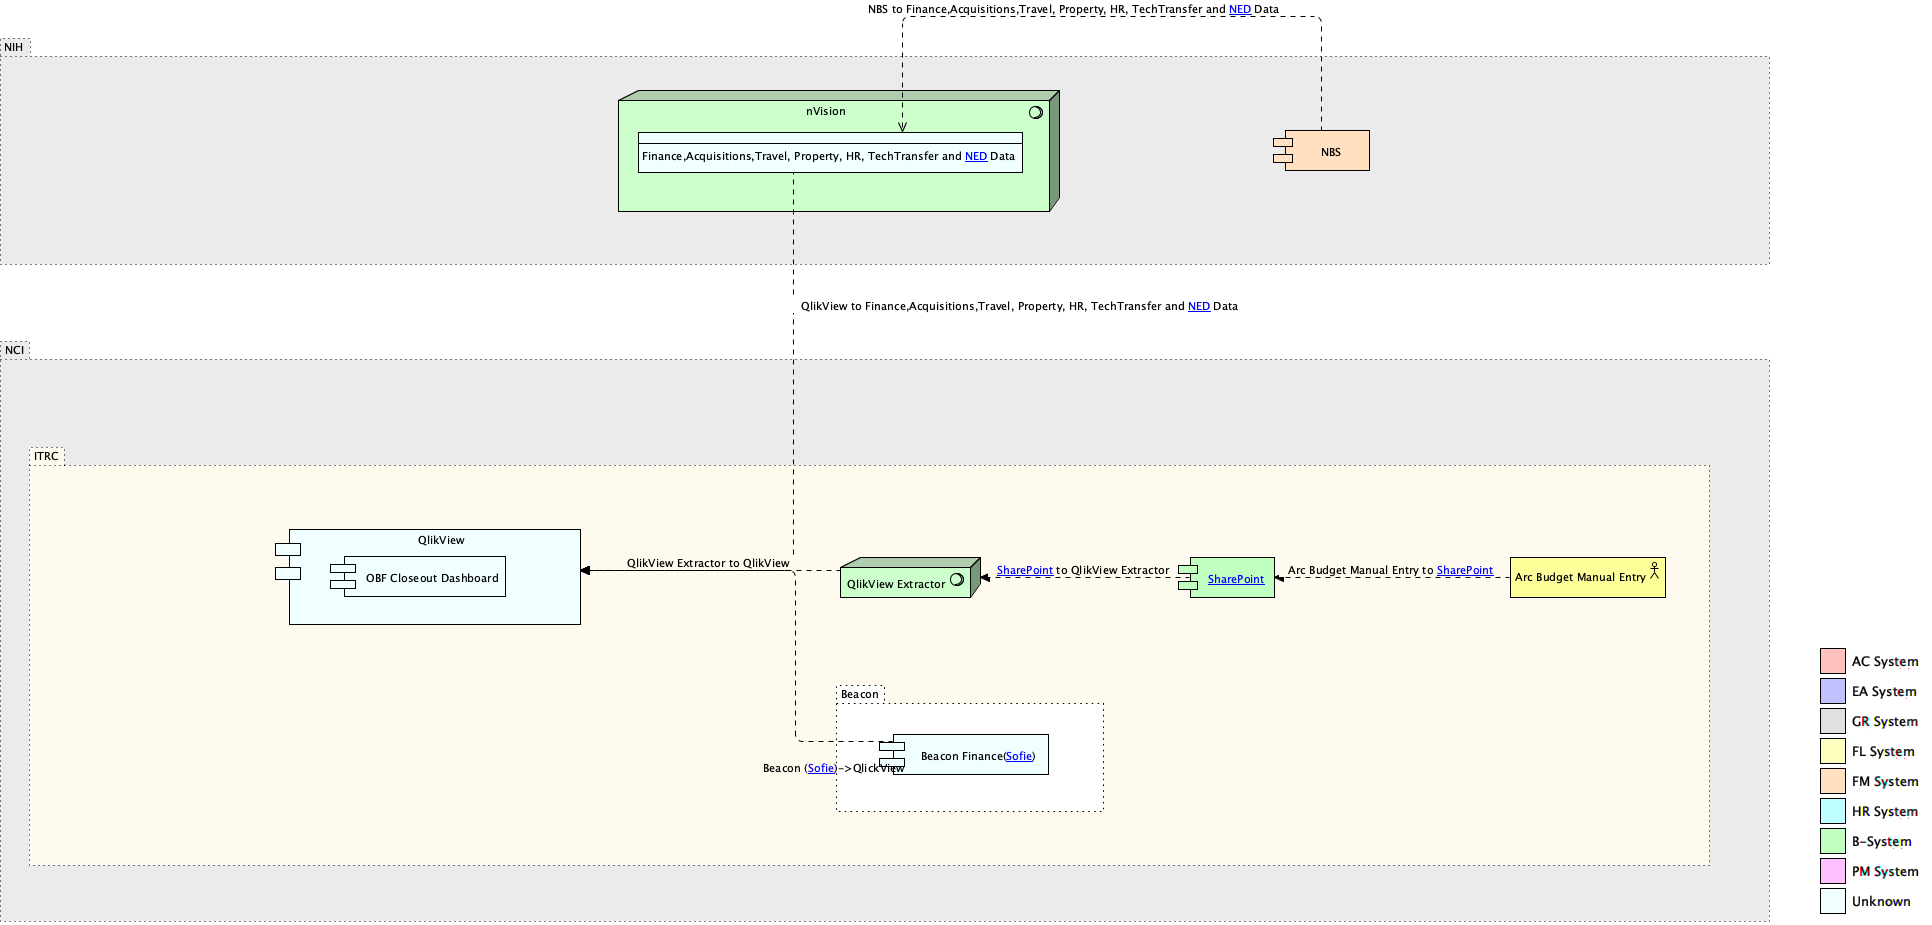 NBS to Finance,Acquisitions,Travel, Property, HR, TechTransfer and NED Data
NIH
nVision
Finance,Acquisitions,Travel, Property, HR, TechTransfer and NED Data
NBS
QlikView to Finance,Acquisitions,Travel, Property, HR, TechTransfer and NED Data
NCI
ITRC
QlikView
OBF Closeout Dashboard
QlikView Extractor to QlikView
QlikView Extractor
SharePoint to QlikView Extractor
SharePoint
Arc Budget Manual Entry to SharePoint
Arc Budget Manual Entry
Beacon
Beacon Finance(Sofie)
Beacon (Sofie)->QlickView
AC System
EA System
GR System
FL System
FM System
HR System
B-System
PM System
Unknown